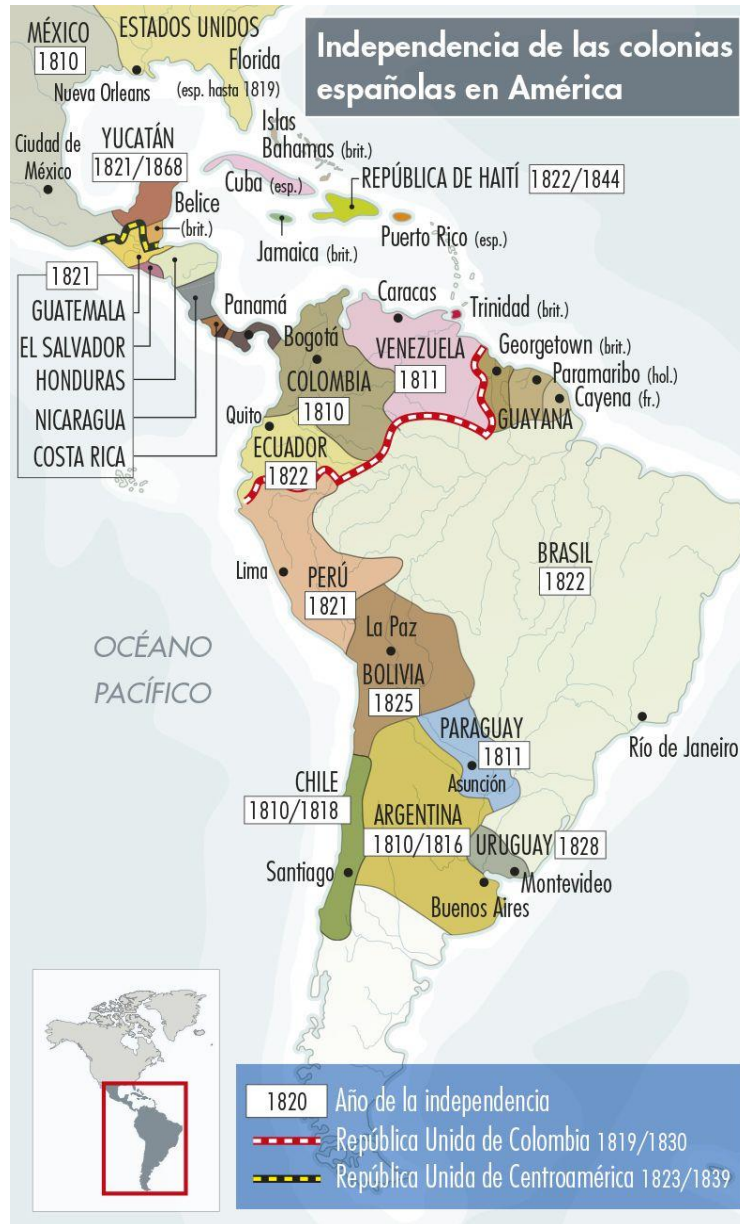 Independencia de las colonias
españolas en América
MÉXICO
1810
ESTADOS UNIDOS
Florida
(esp. hasta 1819)
Nueva Orleans
Ciudad de
México
YUCATÁN
1821/1868
Islas
Bahamas (brit.)
Cuba (esp.)
REPÚBLICA DE HAITÍ 1822/1844
Belice
(brit.)
Jamaica (brit.)
Puerto Rico (esp.)
1821
GUATEMALA
EL SALVADOR
HONDURAS
NICARAGUA
COSTA RICA
Panamá
Caracas
Trinidad (brit.)
Bogotá
VENEZUELA
1811
Georgetown (brit.)
Paramaribo (hol.)
Cayena (fr.)
GUAYANA
COLOMBIA
1810
Quito
ECUADOR
1822
BRASIL
1822
Lima
PERÚ
1821
La Paz
BOLIVIA
1825
OCÉANO
PACÍFICO
PARAGUAY
1811
Asunción
Río de Janeiro
CHILE
1810/1818
ARGENTINA
1810/1816
URUGUAY 1828
Santiago
Montevideo
Buenos Aires
1820 Año de la independencia
República Unida de Colombia 1819/1830
República Unida de Centroamérica 1823/1839